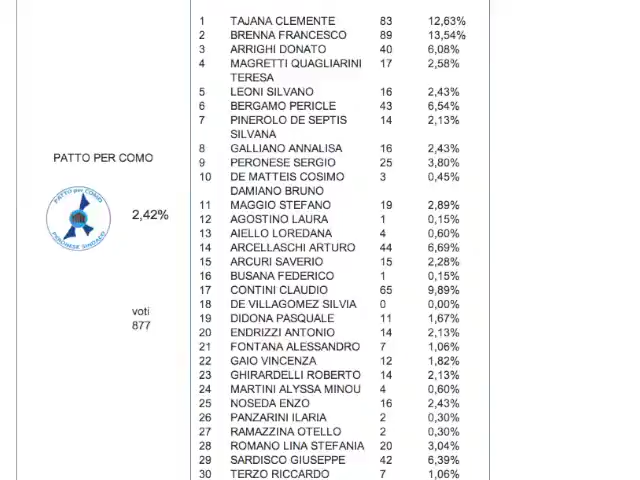 1 TAJANA CLEMENTE 83 12,63%
2 BRENNA FRANCESCO 89 13,54%
3 ARRIGHI DONATO 40 6,08%
4 MAGRETTI QUAGLIARINI 17 2,58%
TERESA
5 LEONI SILVANO 16 2,43%
6 BERGAMO PERICLE 43 6,54%
7 PINEROLO DE SEPTIS 14 2,13%
SILVANA
8 GALLIANO ANNALISA 16 2,43%
PATTO PER COMO
9 PERONESE SERGIO 25 3,80%
10 DE MATTEIS COSIMO 3 0,45%
DAMIANO BRUNO
PATTO per COMO
PERONESE SINDACO
2,42%
11 MAGGIO STEFANO 19 2,89%
12 AGOSTINO LAURA 1 0,15%
13 AIELLO LOREDANA 4 0,60%
14 ARCELLASCHI ARTURO 44 6,69%
15 ARCURI SAVERIO 15 2,28%
16 BUSANA FEDERICO 1 0,15%
17 CONTINI CLAUDIO 65 9,89%
18 DE VILLAGOMEZ SILVIA 0 0,00%
voti
877
19 DIDONA PASQUALE 11 1,67%
20 ENDRIZZI ANTONIO 14 2,13%
21 FONTANA ALESSANDRO 7 1,06%
22 GAIO VINCENZA 12 1,82%
23 GHIRARDELLI ROBERTO 14 2,13%
24 MARTINI ALYSSA MINOU 4 0,60%
25 NOSEDA ENZO 16 2,43%
26 PANZARINI ILARIA 2 0,30%
27 RAMAZZINA OTELLO 2 0,30%
28 ROMANO LINA STEFANIA 20 3,04%
29 SARDISCO GIUSEPPE 42 6,39%
30 TERZO RICCARDO 7 1,06%